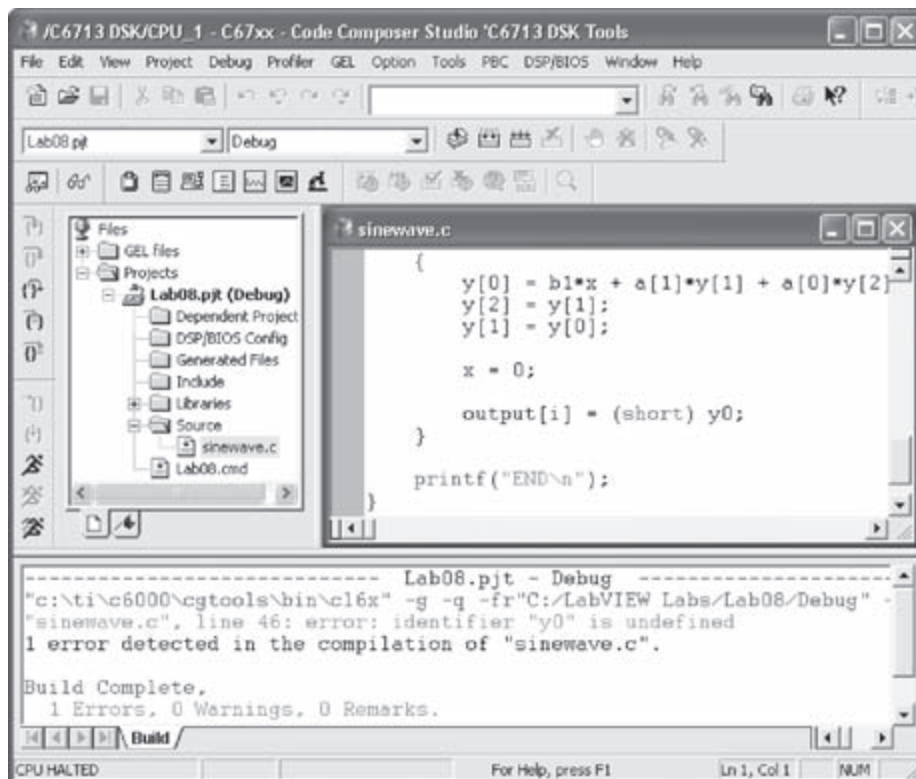 /C6713 DSK/CPU_1 - C67xx - Code Composer Studio 'C6713 DSK Tools
File Edit View Project Debug Profiler GEL Option Tools PBC DSP/BIOS Window Help
Lab08.pjt Debug
Files
GEL files
Projects
Lab08.pjt (Debug)
Dependent Project
DSP/BIOS Config
Generated Files
Include
Libraries
Source
sinewave.c
Lab08.cmd
sinewave.c
{
y[0] = b1*x + a[1]*y[1] + a[0]*y[2]
y[2] = y[1];
y[1] = y[0];
x = 0;
output[i] = (short) y0;
}
printf("END\n");
}
---------------------------- Lab08.pjt - Debug ----------------------------
"c:\ti\c6000\cgtools\bin\cl6x" -g -q -fr"C:/LabVIEW Labs/Lab08/Debug" -
"sinewave.c", line 46: error: identifier "y0" is undefined
1 error detected in the compilation of "sinewave.c".
Build Complete,
1 Errors, 0 Warnings, 0 Remarks.
Build
CPU HALTED For Help, press F1 Ln 1, Col 1 NUM